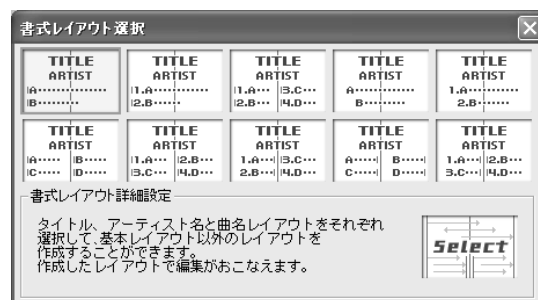 書式レイアウト選択
TITLE TITLE TITLE TITLE TITLE
ARTIST ARTIST ARTIST ARTIST ARTIST
A·············· 1.A············ 1.A··· 3.C··· A·············· 1.A············
B········· 2.B······ 2.B··· 4.D··· B········ 2.B······
TITLE TITLE TITLE TITLE TITLE
ARTIST ARTIST ARTIST ARTIST ARTIST
A····· B····· 1.A··· 2.B··· 1.A··· 3.C··· A····· B····· 1.A··· 2.B···
C····· D····· 3.C··· 4.D··· 2.B··· 4.D··· C····· D····· 3.C··· 4.D···
書式レイアウト詳細設定
タイトル、アーティスト名と曲名レイアウトをそれぞれ
選択して、基本レイアウト以外のレイアウトを
作成することができます。
作成したレイアウトで編集がおこなえます。
Select